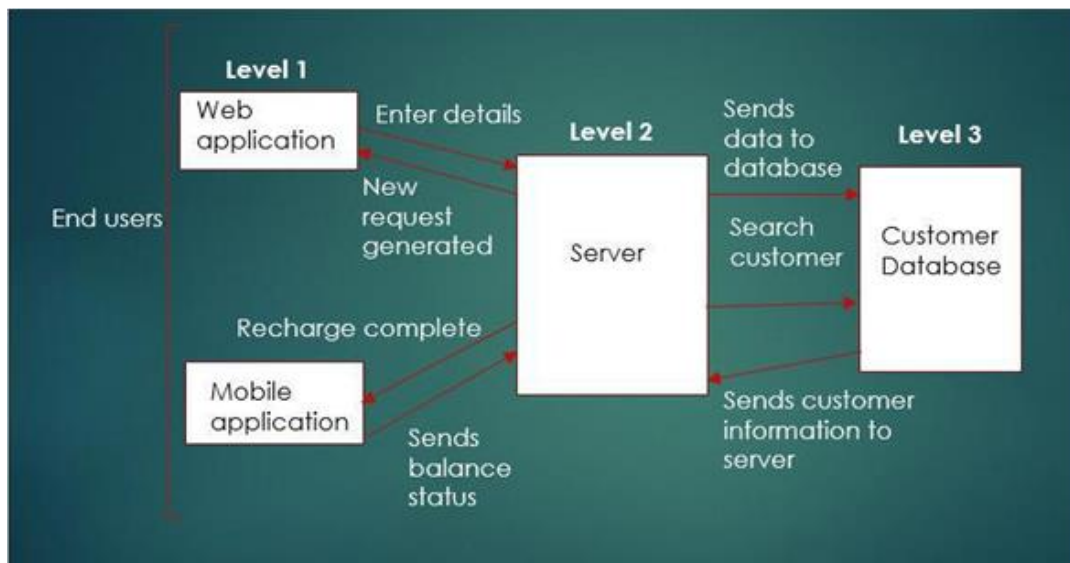 Level 1
Web
application
Enter details
New
request
generated
End users
Recharge complete
Mobile
application
Sends
balance
status
Level 2
Server
Sends
data to
database
Search
customer
Sends customer
information to
server
Level 3
Customer
Database